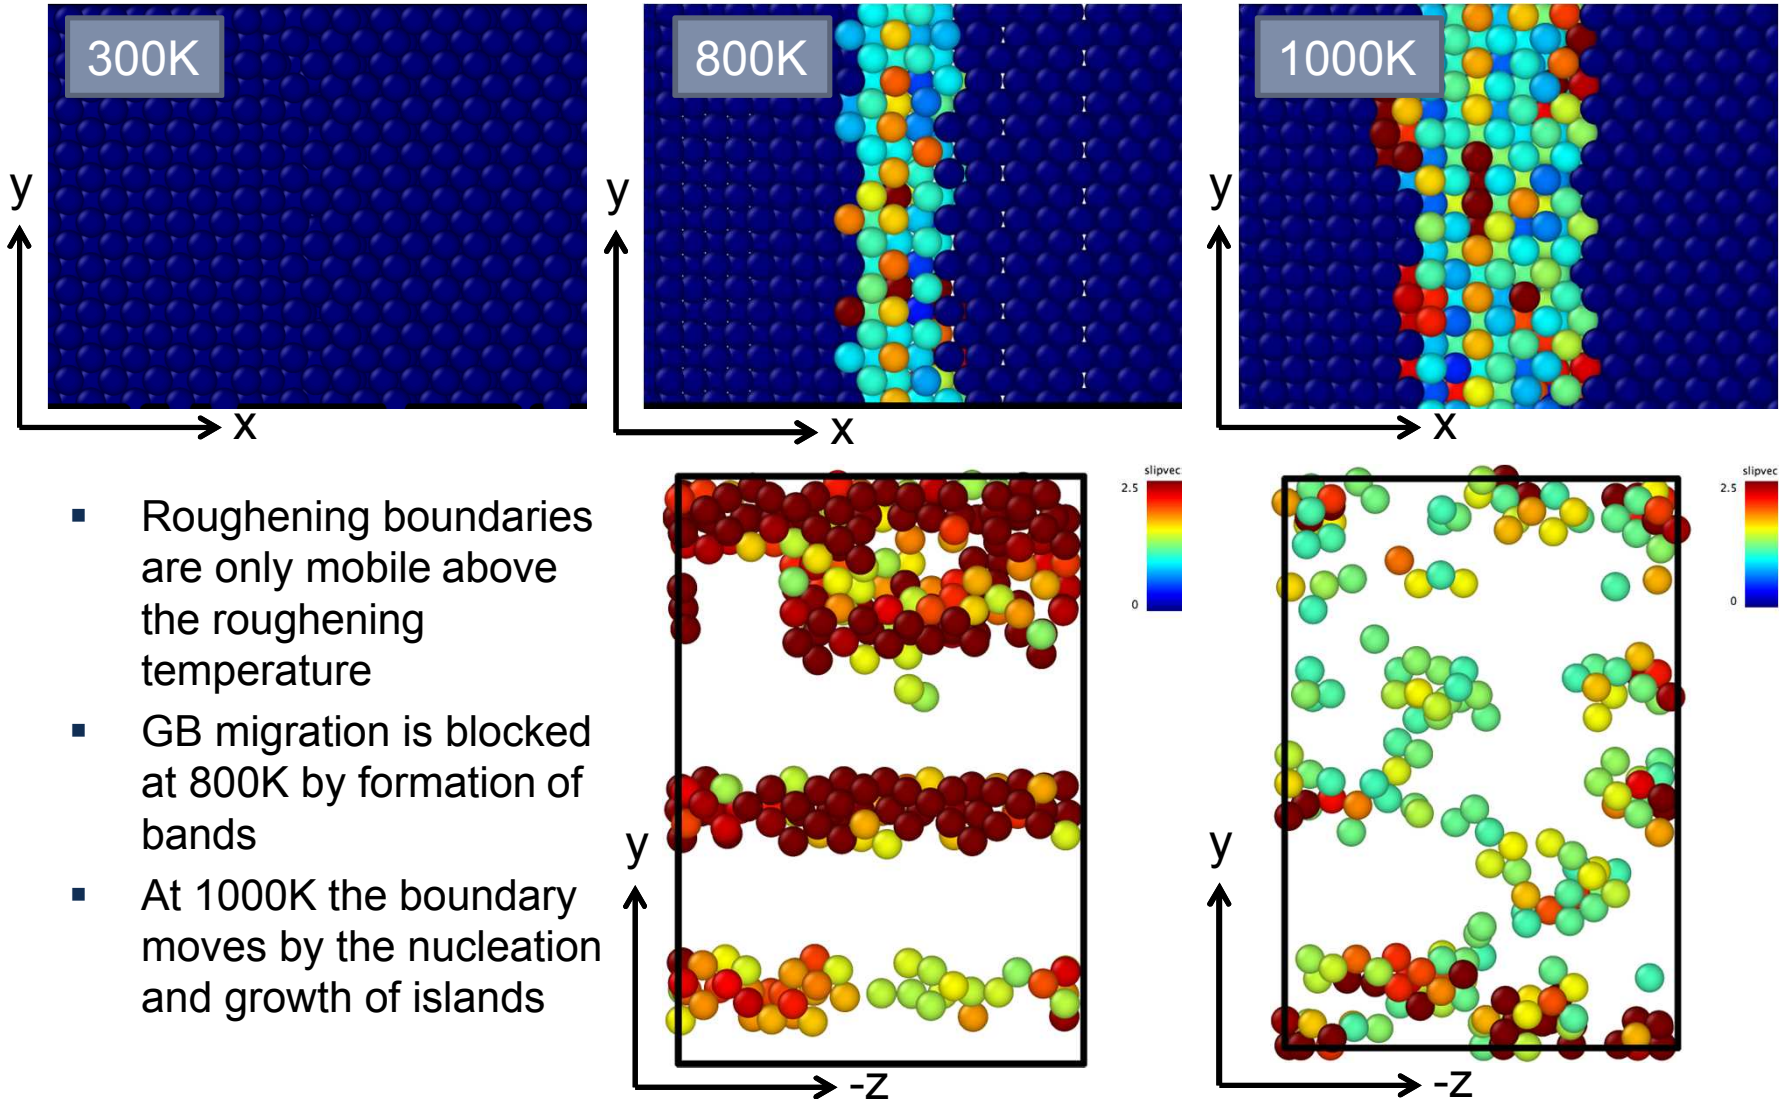 300K
800K
1000K
y
x
y
x
y
x
▪ Roughening boundaries
are only mobile above
the roughening
temperature
▪ GB migration is blocked
at 800K by formation of
bands
▪ At 1000K the boundary
moves by the nucleation
and growth of islands
slipvec
2.5
0
y
-z
slipvec
2.5
0
y
-z